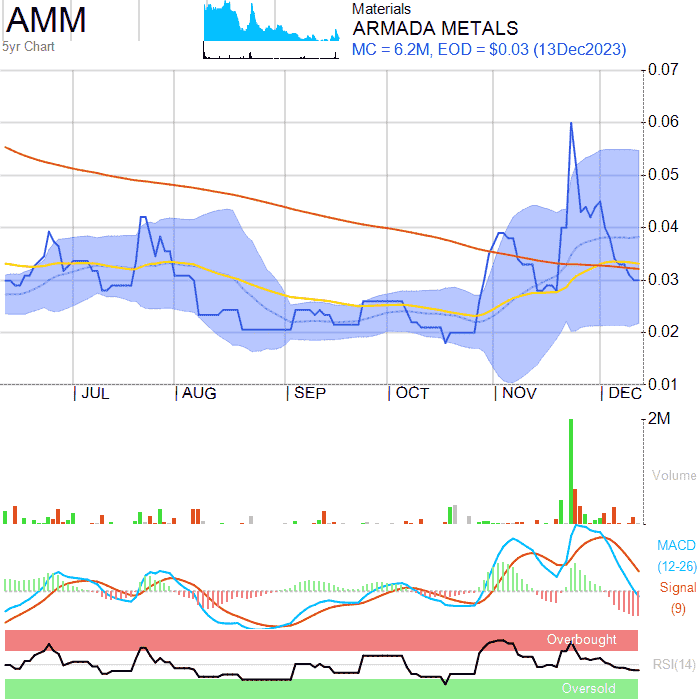 AMM
5yr Chart
Materials
ARMADA METALS
MC = 6.2M, EOD = $0.03 (13Dec2023)
0.07
0.06
0.05
0.04
0.03
0.02
0.01
| JUL | AUG | SEP | OCT | NOV | DEC
2M
Volume
MACD
(12-26)
Signal
(9)
Overbought
RSI(14)
Oversold